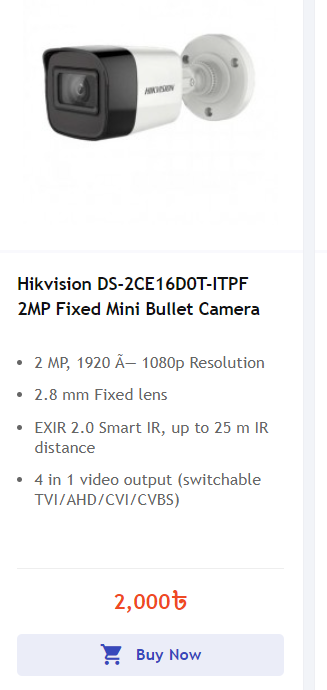 HIKVISION
Hikvision DS-2CE16D0T-ITPF
2MP Fixed Mini Bullet Camera
• 2 MP, 1920 Ã— 1080p Resolution
• 2.8 mm Fixed lens
• EXIR 2.0 Smart IR, up to 25 m IR
distance
• 4 in 1 video output (switchable
TVI/AHD/CVI/CVBS)
2,000৳
Buy Now